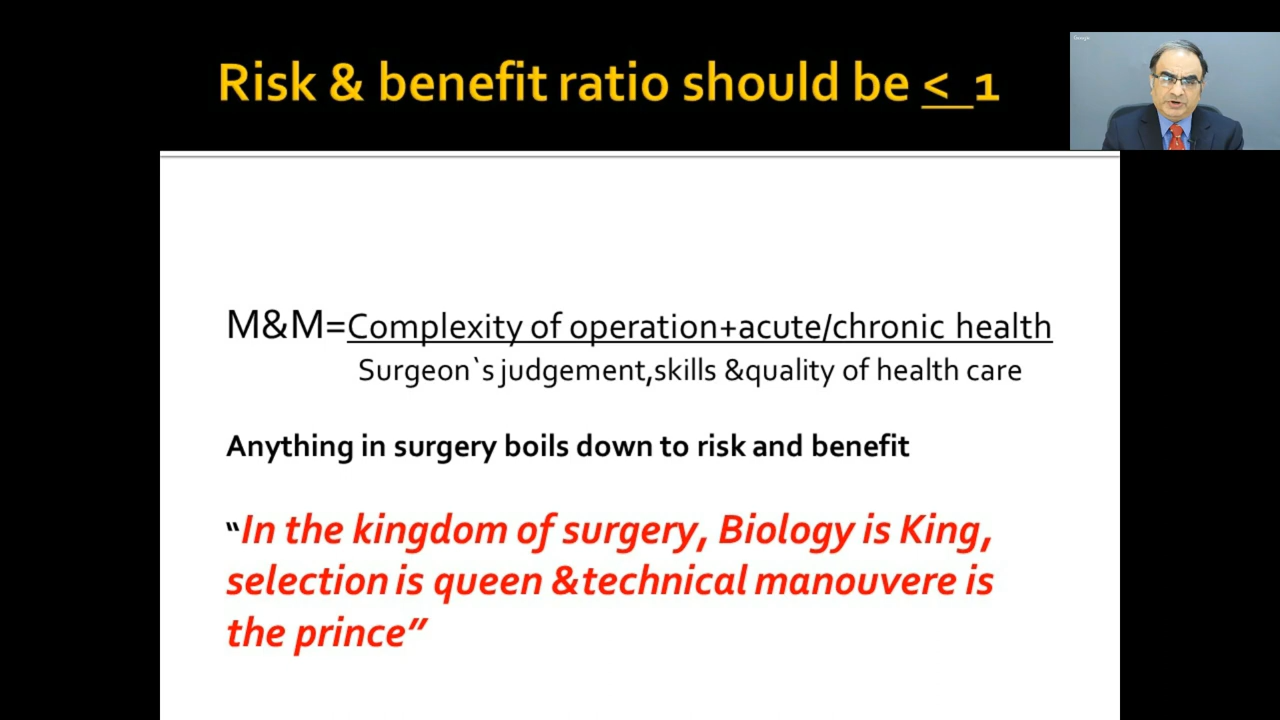 Risk & benefit ratio should be < 1
M&M=Complexity of operation+acute/chronic health
Surgeon`s judgement,skills &quality of health care
Anything in surgery boils down to risk and benefit
“In the kingdom of surgery, Biology is King,
selection is queen &technical manouvere is
the prince”